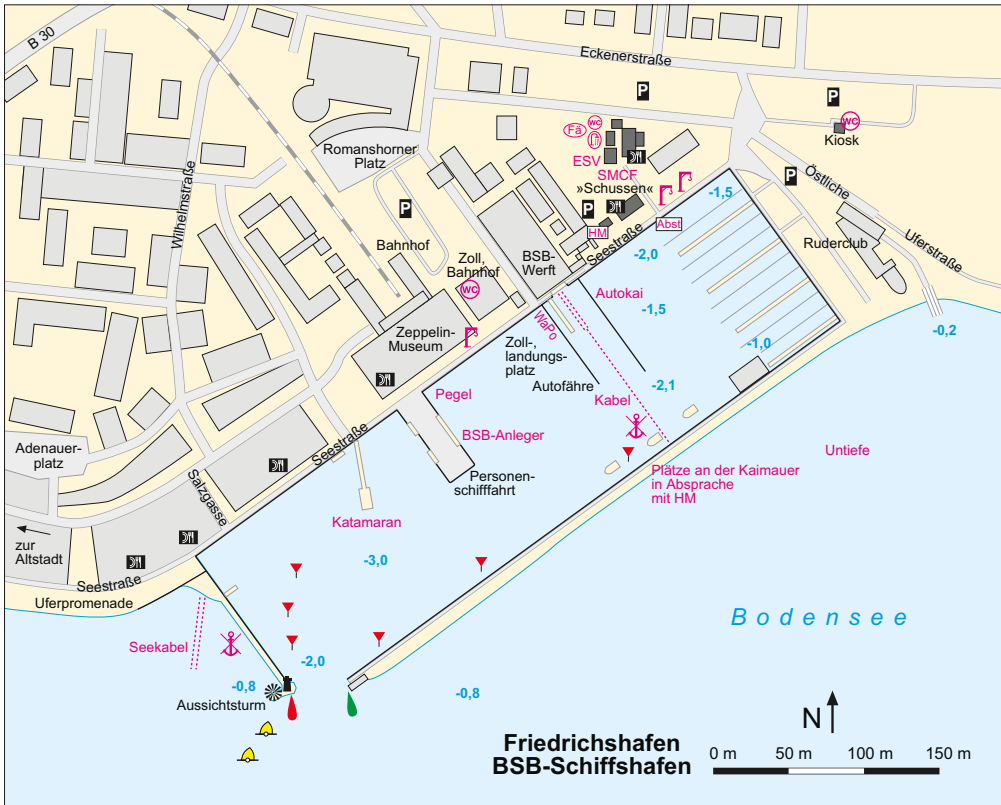 B 30
Eckenerstraße
P
P
WC
Kiosk
Wilhelmstraße
Romanshorner
Platz
WC
Fä
ESV
SMCF
»Schussen«
P
Östliche
Uferstraße
Ruderclub
-1,5
P
P
HM
Abst
Seestraße
-2,0
Bahnhof
Zoll,
Bahnhof
WC
BSB-
Werft
Autokai
-1,5
-0,2
Zeppelin-
Museum
WaPo
Zoll-,
landungs-
platz
Autofähre
-1,0
-2,1
Pegel
Kabel
BSB-Anleger
Seestraße
Adenauer-
platz
Salzgasse
Personen-
schifffahrt
Plätze an der Kaimauer
in Absprache
mit HM
Untiefe
Katamaran
zur
Altstadt
-3,0
Seestraße
Uferpromenade
Bodensee
Seekabel
-2,0
-0,8
-0,8
Aussichtsturm
Friedrichshafen
BSB-Schiffshafen
N
0 m 50 m 100 m 150 m